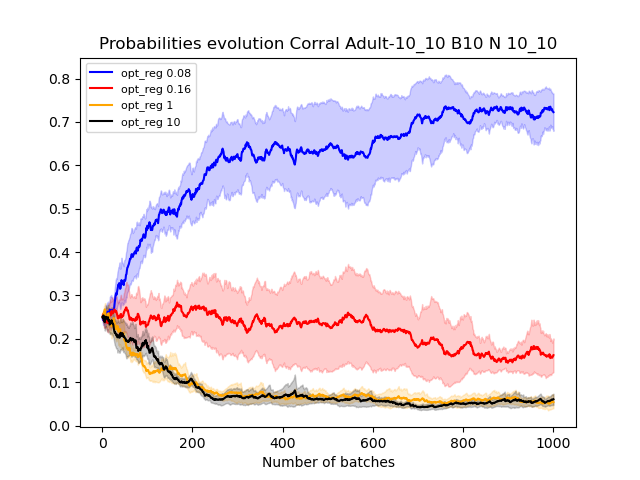 Probabilities evolution Corral Adult-10_10 B10 N 10_10
opt_reg 0.08
opt_reg 0.16
opt_reg 1
opt_reg 10
0.8
0.7
0.6
0.5
0.4
0.3
0.2
0.1
0.0
0 200 400 600 800 1000
Number of batches